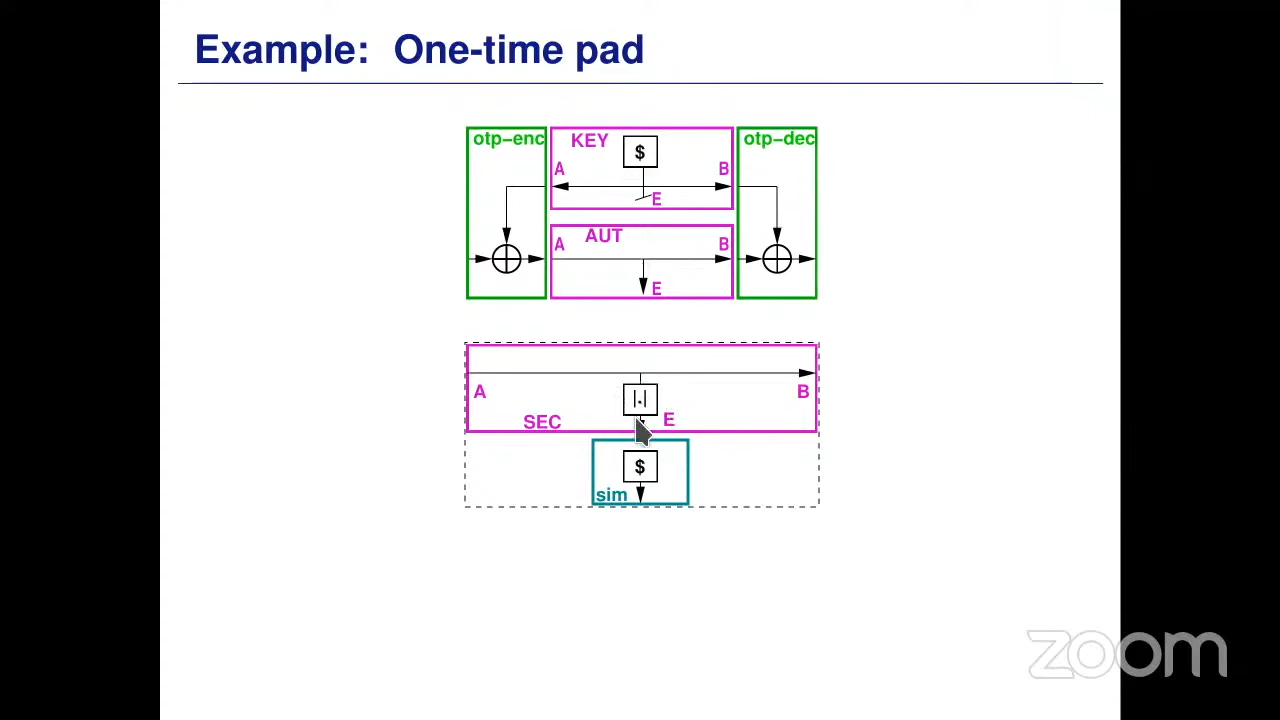 Example: One-time pad
otp-enc KEY $ otp-dec
A B
E
AUT
A B
E
|.|
A B
SEC E
$
sim
zoom